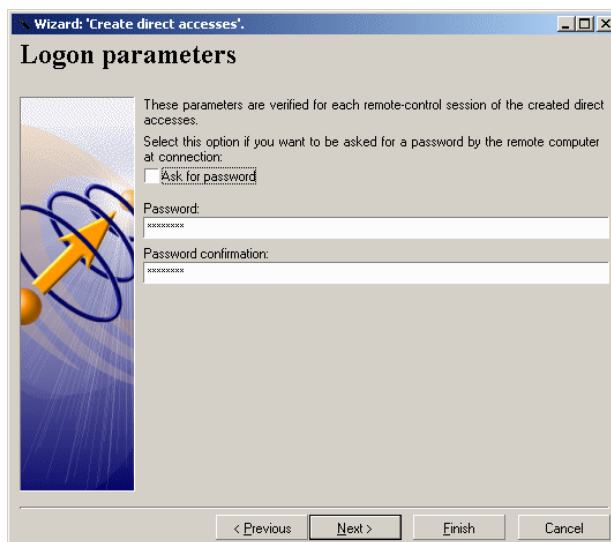 Wizard: 'Create direct accesses'.
Logon parameters
These parameters are verified for each remote-control session of the created direct
accesses.
Select this option if you want to be asked for a password by the remote computer
at connection:
Ask for password
Password:
xxxxxxxx
Password confirmation:
xxxxxxxx
< Previous Next > Finish Cancel